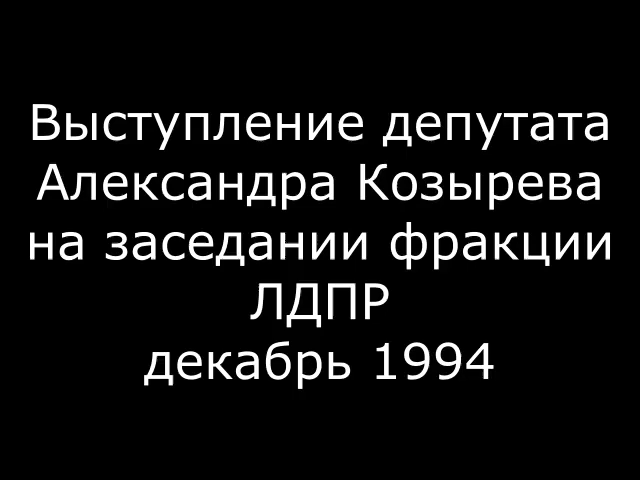 Выступление депутата
Александра Козырева
на заседании фракции
ЛДПР
декабрь 1994